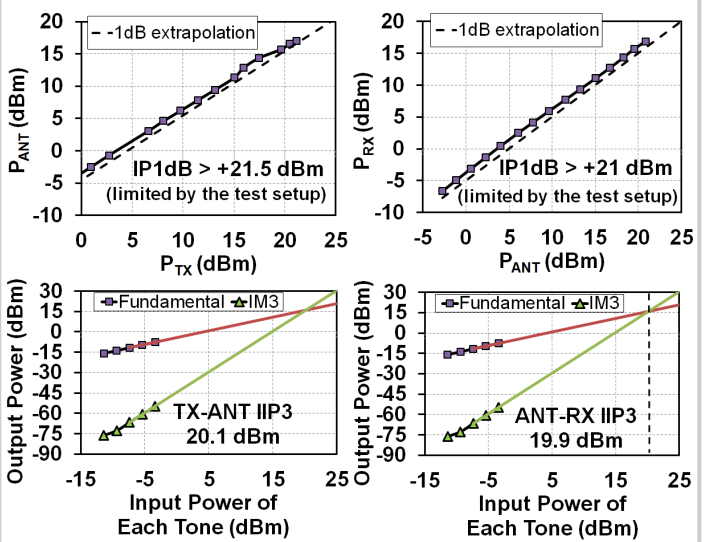 20
15
10
5
0
-5
-10
P_ANT (dBm)
--1dB extrapolation
IP1dB > +21.5 dBm
(limited by the test setup)
0 5 10 15 20 25
P_TX (dBm)
20
15
10
5
0
-5
-10
P_RX (dBm)
--1dB extrapolation
IP1dB > +21 dBm
(limited by the test setup)
-5 0 5 10 15 20 25
P_ANT (dBm)
30
15
0
-15
-30
-45
-60
-75
-90
Output Power (dBm)
Fundamental IM3
TX-ANT IIP3
20.1 dBm
-15 -5 5 15 25
Input Power of
Each Tone (dBm)
30
15
0
-15
-30
-45
-60
-75
-90
Output Power (dBm)
Fundamental IM3
ANT-RX IIP3
19.9 dBm
-15 -5 5 15 25
Input Power of
Each Tone (dBm)